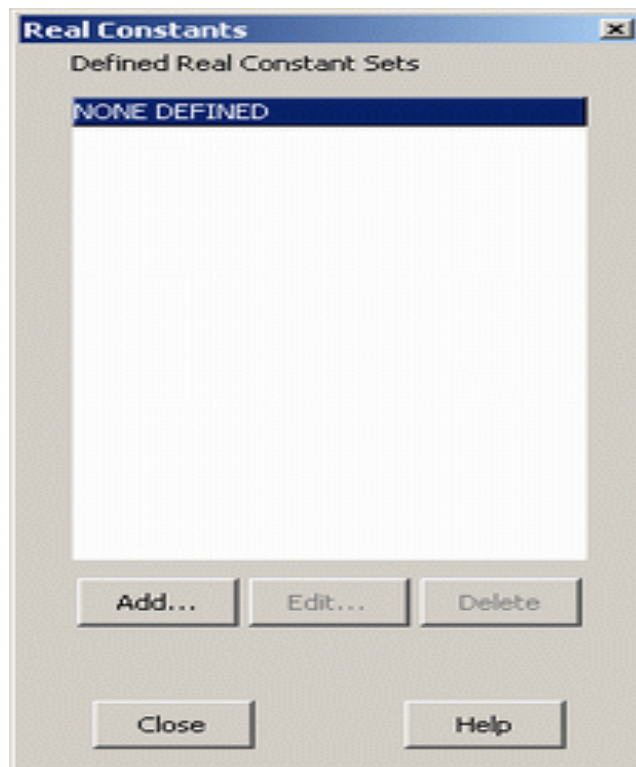 Real Constants
Defined Real Constant Sets
NONE DEFINED
Add... Edit... Delete
Close Help